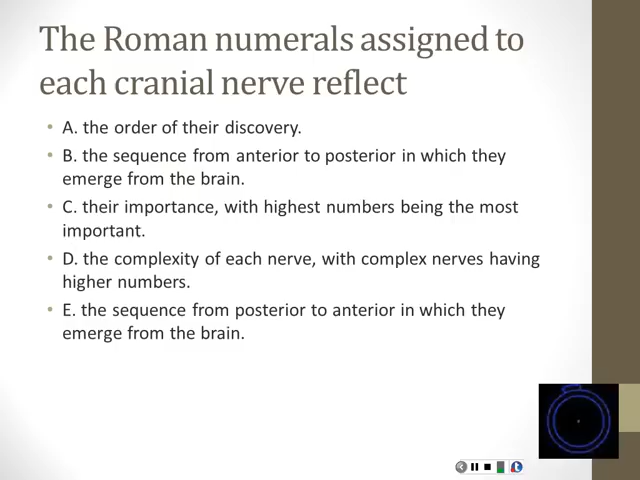 The Roman numerals assigned to
each cranial nerve reflect
• A. the order of their discovery.
• B. the sequence from anterior to posterior in which they
emerge from the brain.
• C. their importance, with highest numbers being the most
important.
• D. the complexity of each nerve, with complex nerves having
higher numbers.
• E. the sequence from posterior to anterior in which they
emerge from the brain.